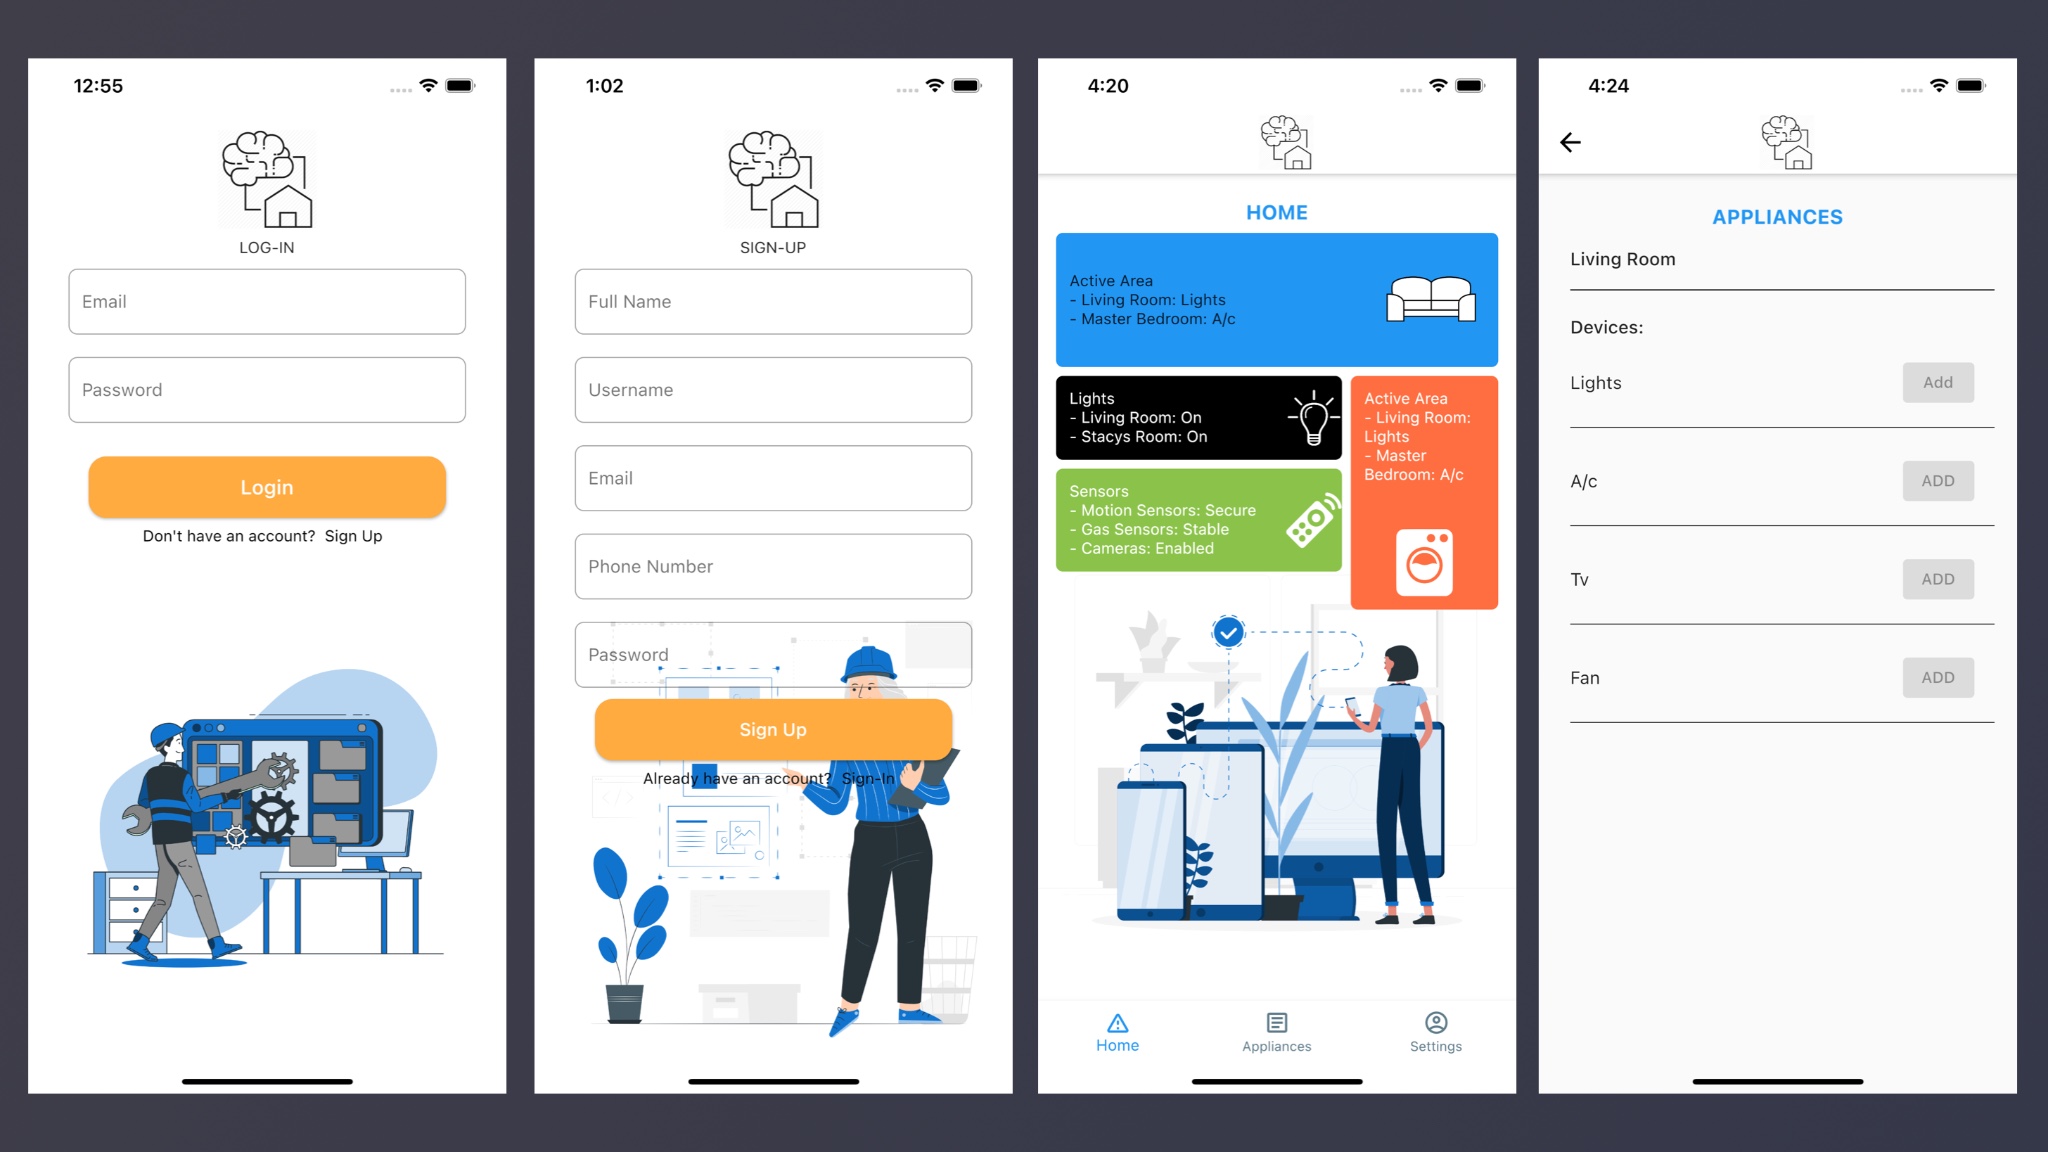 12:55
LOG-IN
Email
Password
Login
Don't have an account? Sign Up
1:02
SIGN-UP
Full Name
Username
Email
Phone Number
Password
Sign Up
Already have an account? Sign-In
4:20
HOME
Active Area
- Living Room: Lights
- Master Bedroom: A/c
Lights
- Living Room: On
- Stacys Room: On
Sensors
- Motion Sensors: Secure
- Gas Sensors: Stable
- Cameras: Enabled
Active Area
- Living Room:
Lights
- Master
Bedroom: A/c
Home
Appliances
Settings
4:24
APPLIANCES
Living Room
Devices:
Lights Add
A/c ADD
Tv ADD
Fan ADD